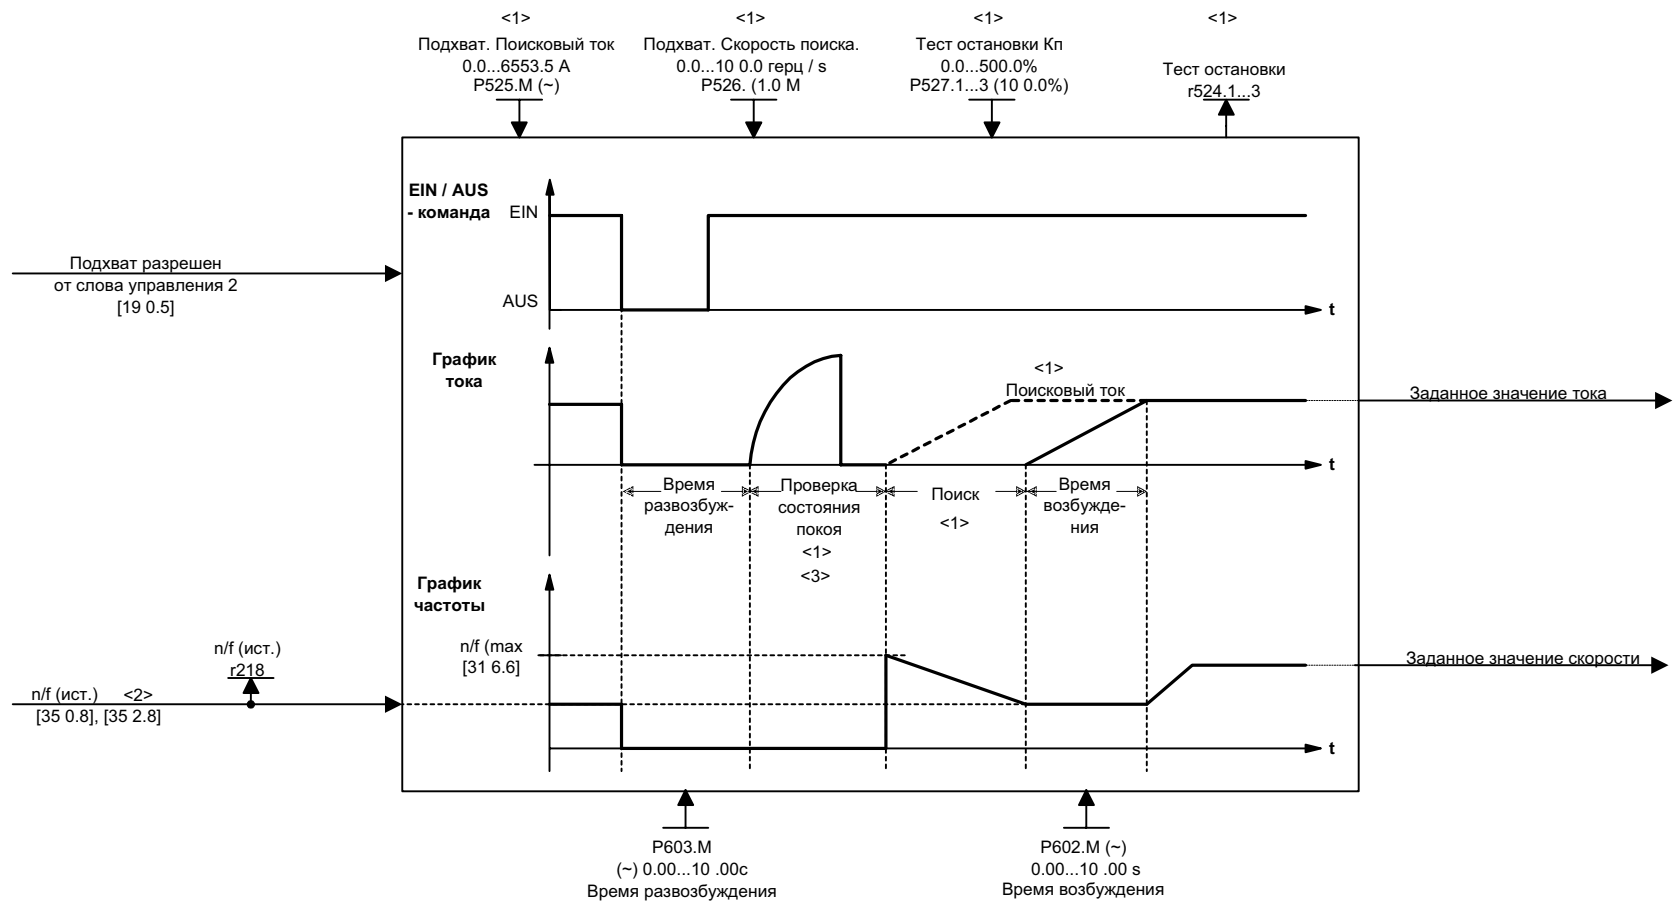 <1>
Подхват. Поисковый ток
0.0...6553.5 A
P525.M (~)
<1>
Подхват. Скорость поиска.
0.0...10 0.0 герц / s
P526. (1.0 M
<1>
Тест остановки Кп
0.0...500.0%
P527.1...3 (10 0.0%)
<1>
Тест остановки
r524.1...3
EIN / AUS
- команда
EIN
AUS
t
Подхват разрешен
от слова управления 2
[19 0.5]
График
тока
<1>
Поисковый ток
Заданное значение тока
t
Время
развозбуж-
дения
Проверка
состояния
покоя
<1>
<3>
Поиск
<1>
Время
возбужде-
ния
График
частоты
n/f (max
[31 6.6]
Заданное значение скорости
n/f (ист.)
r218
n/f (ист.) <2>
[35 0.8], [35 2.8]
t
P603.M
(~) 0.00...10 .00с
Время развозбуждения
P602.M (~)
0.00...10 .00 s
Время возбуждения